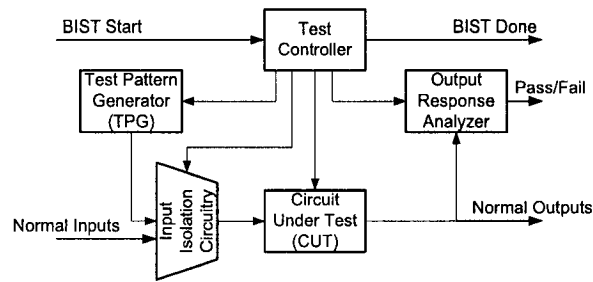 BIST Start
Test
Controller
BIST Done
Test Pattern
Generator
(TPG)
Output
Response
Analyzer
Pass/Fail
Normal Inputs
Input
Isolation
Circuitry
Circuit
Under Test
(CUT)
Normal Outputs